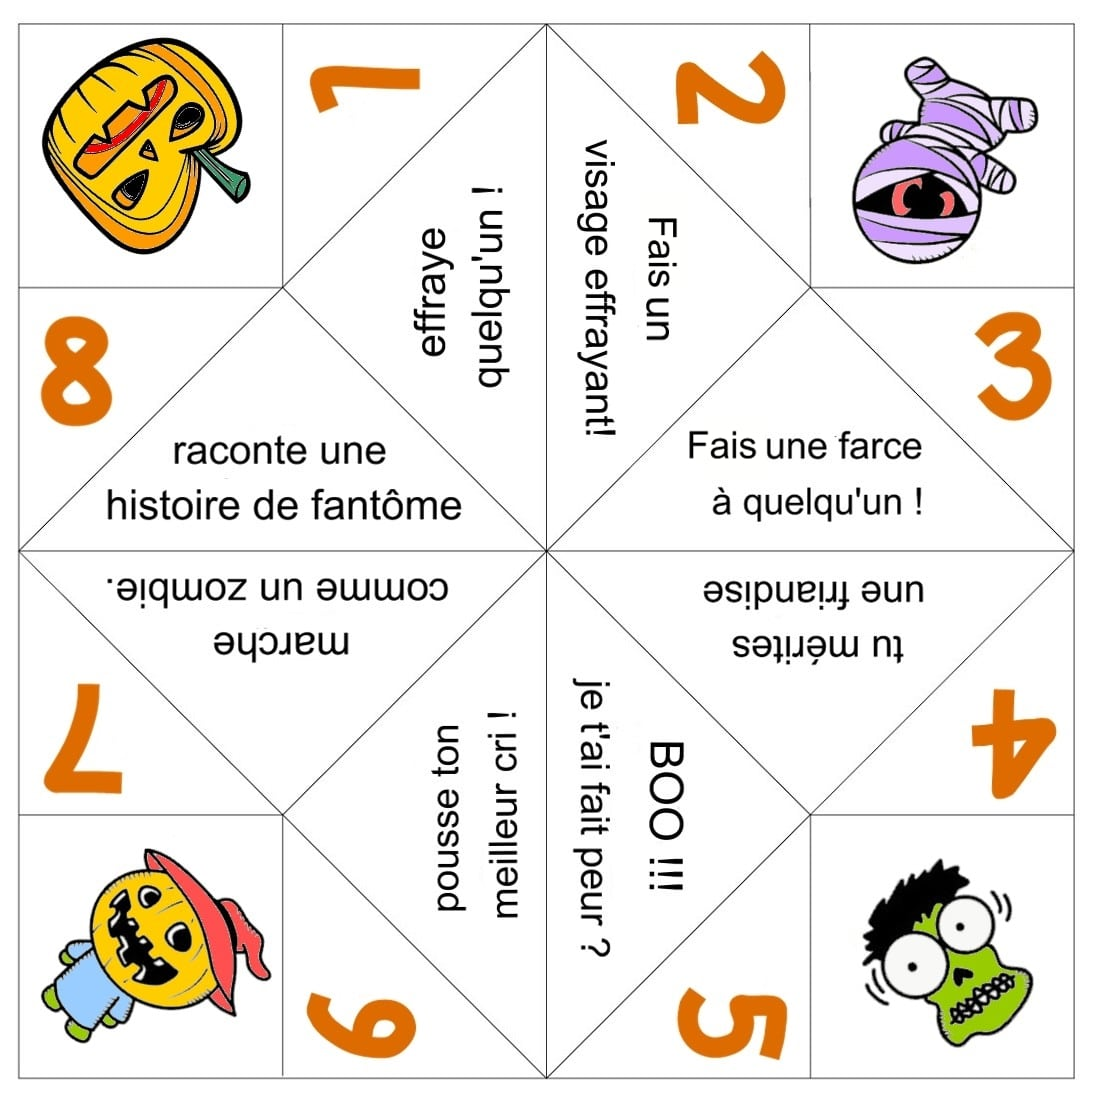 1
effraye
quelqu'un !
2
Fais un
visage effrayant!
3
Fais une farce
à quelqu'un !
4
tu mérites
une friandise
5
BOO !!!
je t'ai fait peur ?
6
pousse ton
meilleur cri !
7
marche
comme un zombie.
8
raconte une
histoire de fantôme